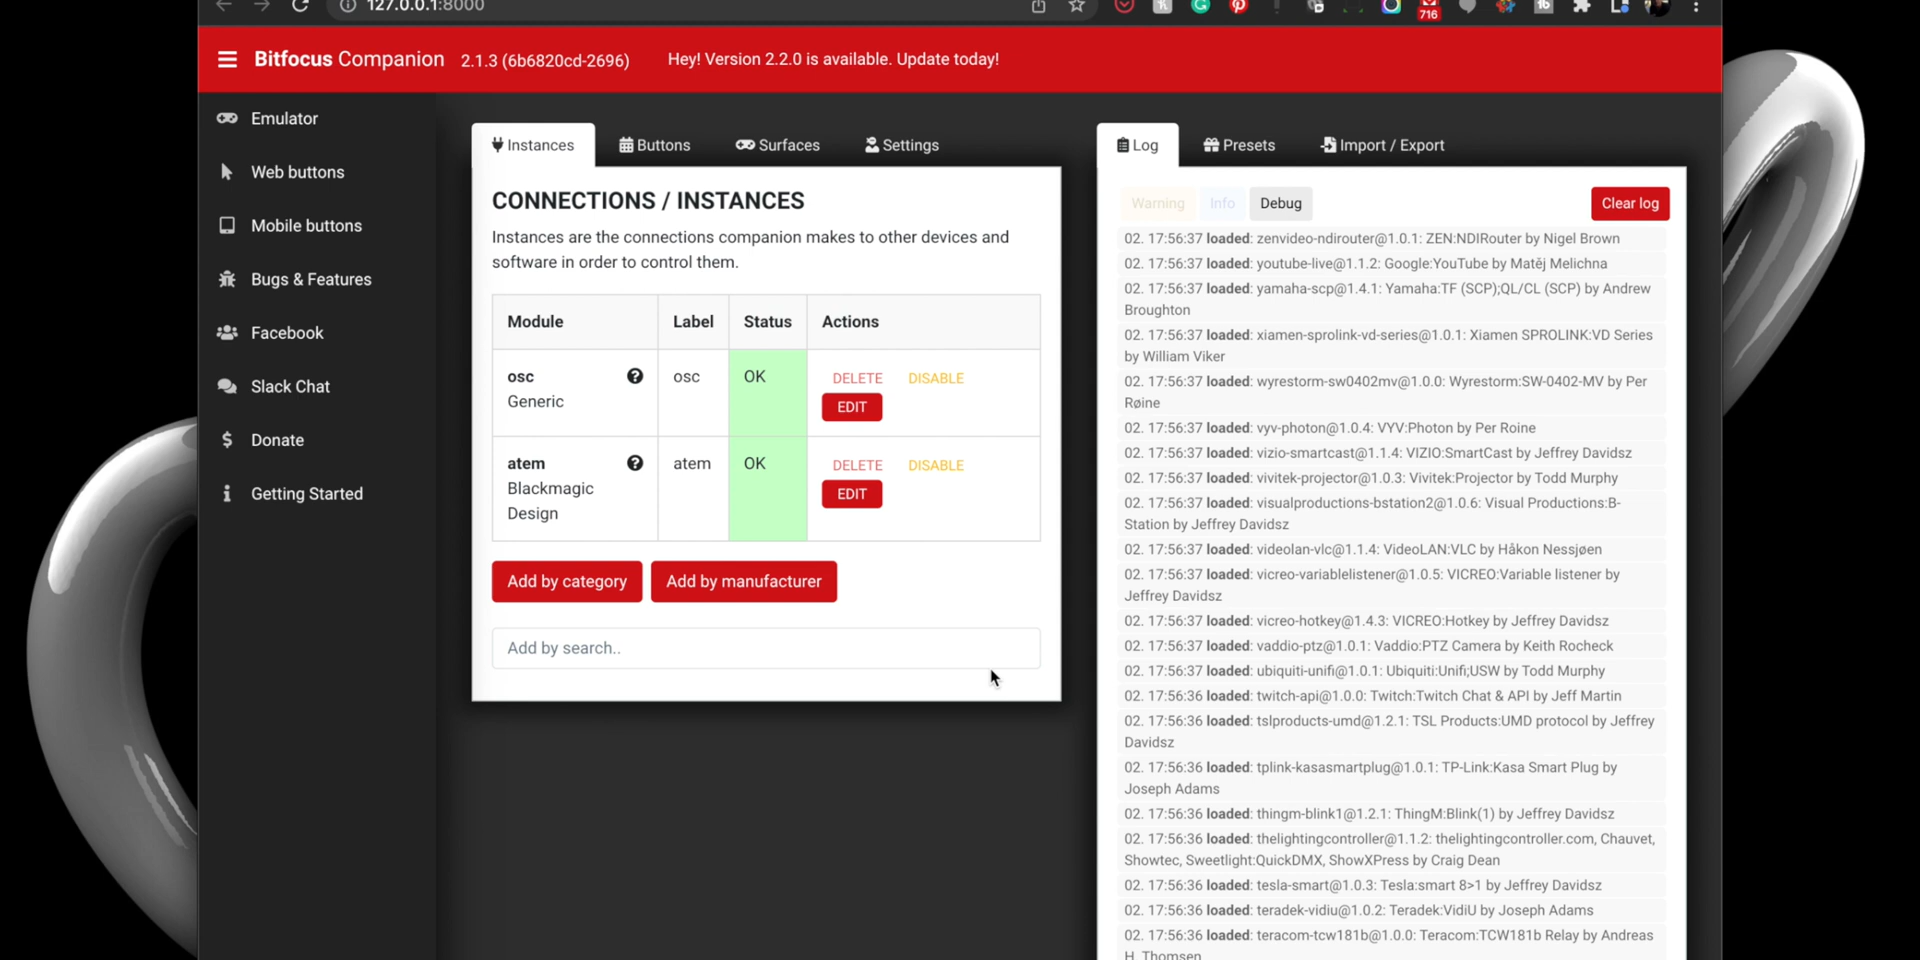 127.0.0.1:8000
716
Bitfocus Companion 2.1.3 (6b6820cd-2696) Hey! Version 2.2.0 is available. Update today!
Emulator
Web buttons
Mobile buttons
Bugs & Features
Facebook
Slack Chat
Donate
Getting Started
Instances Buttons Surfaces Settings
CONNECTIONS / INSTANCES
Instances are the connections companion makes to other devices and
software in order to control them.
Module Label Status Actions
osc osc OK DELETE DISABLE
Generic EDIT
atem atem OK DELETE DISABLE
Blackmagic EDIT
Design
Add by category Add by manufacturer
Add by search..
Log Presets Import / Export
Warning Info Debug Clear log
02. 17:56:37 loaded: zenvideo-ndirouter@1.0.1: ZEN:NDIRouter by Nigel Brown
02. 17:56:37 loaded: youtube-live@1.1.2: Google:YouTube by Matěj Melichna
02. 17:56:37 loaded: yamaha-scp@1.4.1: Yamaha:TF (SCP);QL/CL (SCP) by Andrew
Broughton
02. 17:56:37 loaded: xiamen-sprolink-vd-series@1.0.1: Xiamen SPROLINK:VD Series
by William Viker
02. 17:56:37 loaded: wyrestorm-sw0402mv@1.0.0: Wyrestorm:SW-0402-MV by Per
Røine
02. 17:56:37 loaded: vyv-photon@1.0.4: VYV:Photon by Per Roine
02. 17:56:37 loaded: vizio-smartcast@1.1.4: VIZIO:SmartCast by Jeffrey Davidsz
02. 17:56:37 loaded: vivitek-projector@1.0.3: Vivitek:Projector by Todd Murphy
02. 17:56:37 loaded: visualproductions-bstation2@1.0.6: Visual Productions:B-
Station by Jeffrey Davidsz
02. 17:56:37 loaded: videolan-vlc@1.1.4: VideoLAN:VLC by Håkon Nessjøen
02. 17:56:37 loaded: vicreo-variablelistener@1.0.5: VICREO:Variable listener by
Jeffrey Davidsz
02. 17:56:37 loaded: vicreo-hotkey@1.4.3: VICREO:Hotkey by Jeffrey Davidsz
02. 17:56:37 loaded: vaddio-ptz@1.0.1: Vaddio:PTZ Camera by Keith Rocheck
02. 17:56:37 loaded: ubiquiti-unifi@1.0.1: Ubiquiti:Unifi;USW by Todd Murphy
02. 17:56:36 loaded: twitch-api@1.0.0: Twitch:Twitch Chat & API by Jeff Martin
02. 17:56:36 loaded: tslproducts-umd@1.2.1: TSL Products:UMD protocol by Jeffrey
Davidsz
02. 17:56:36 loaded: tplink-kasasmartplug@1.0.1: TP-Link:Kasa Smart Plug by
Joseph Adams
02. 17:56:36 loaded: thingm-blink1@1.2.1: ThingM:Blink(1) by Jeffrey Davidsz
02. 17:56:36 loaded: thelightingcontroller@1.1.2: thelightingcontroller.com, Chauvet,
Showtec, Sweetlight:QuickDMX, ShowXPress by Craig Dean
02. 17:56:36 loaded: tesla-smart@1.0.3: Tesla:smart 8>1 by Jeffrey Davidsz
02. 17:56:36 loaded: teradek-vidiu@1.0.2: Teradek:VidiU by Joseph Adams
02. 17:56:36 loaded: teracom-tcw181b@1.0.0: Teracom:TCW181b Relay by Andreas
H. Thomsen